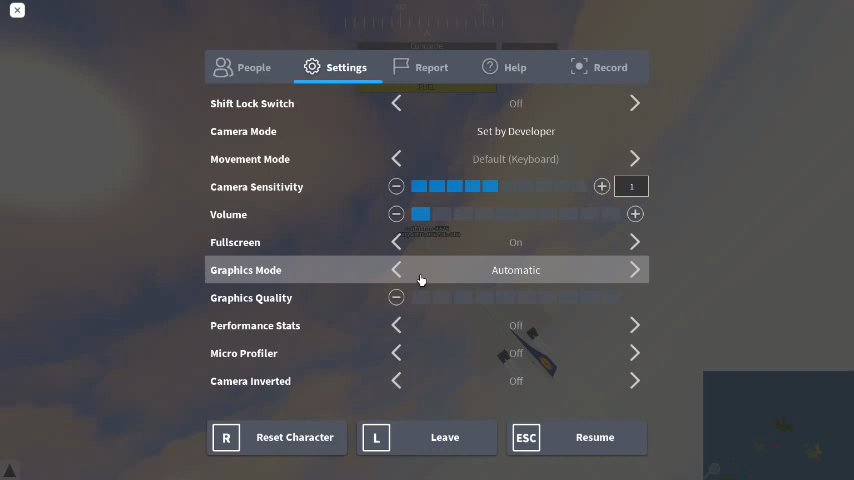 People Settings Report Help Record
FUEL
Shift Lock Switch Off
Camera Mode Set by Developer
Movement Mode Default (Keyboard)
Camera Sensitivity 1
Volume
Fullscreen On
Graphics Mode Automatic
Graphics Quality
Performance Stats Off
Micro Profiler Off
Camera Inverted Off
R Reset Character L Leave ESC Resume